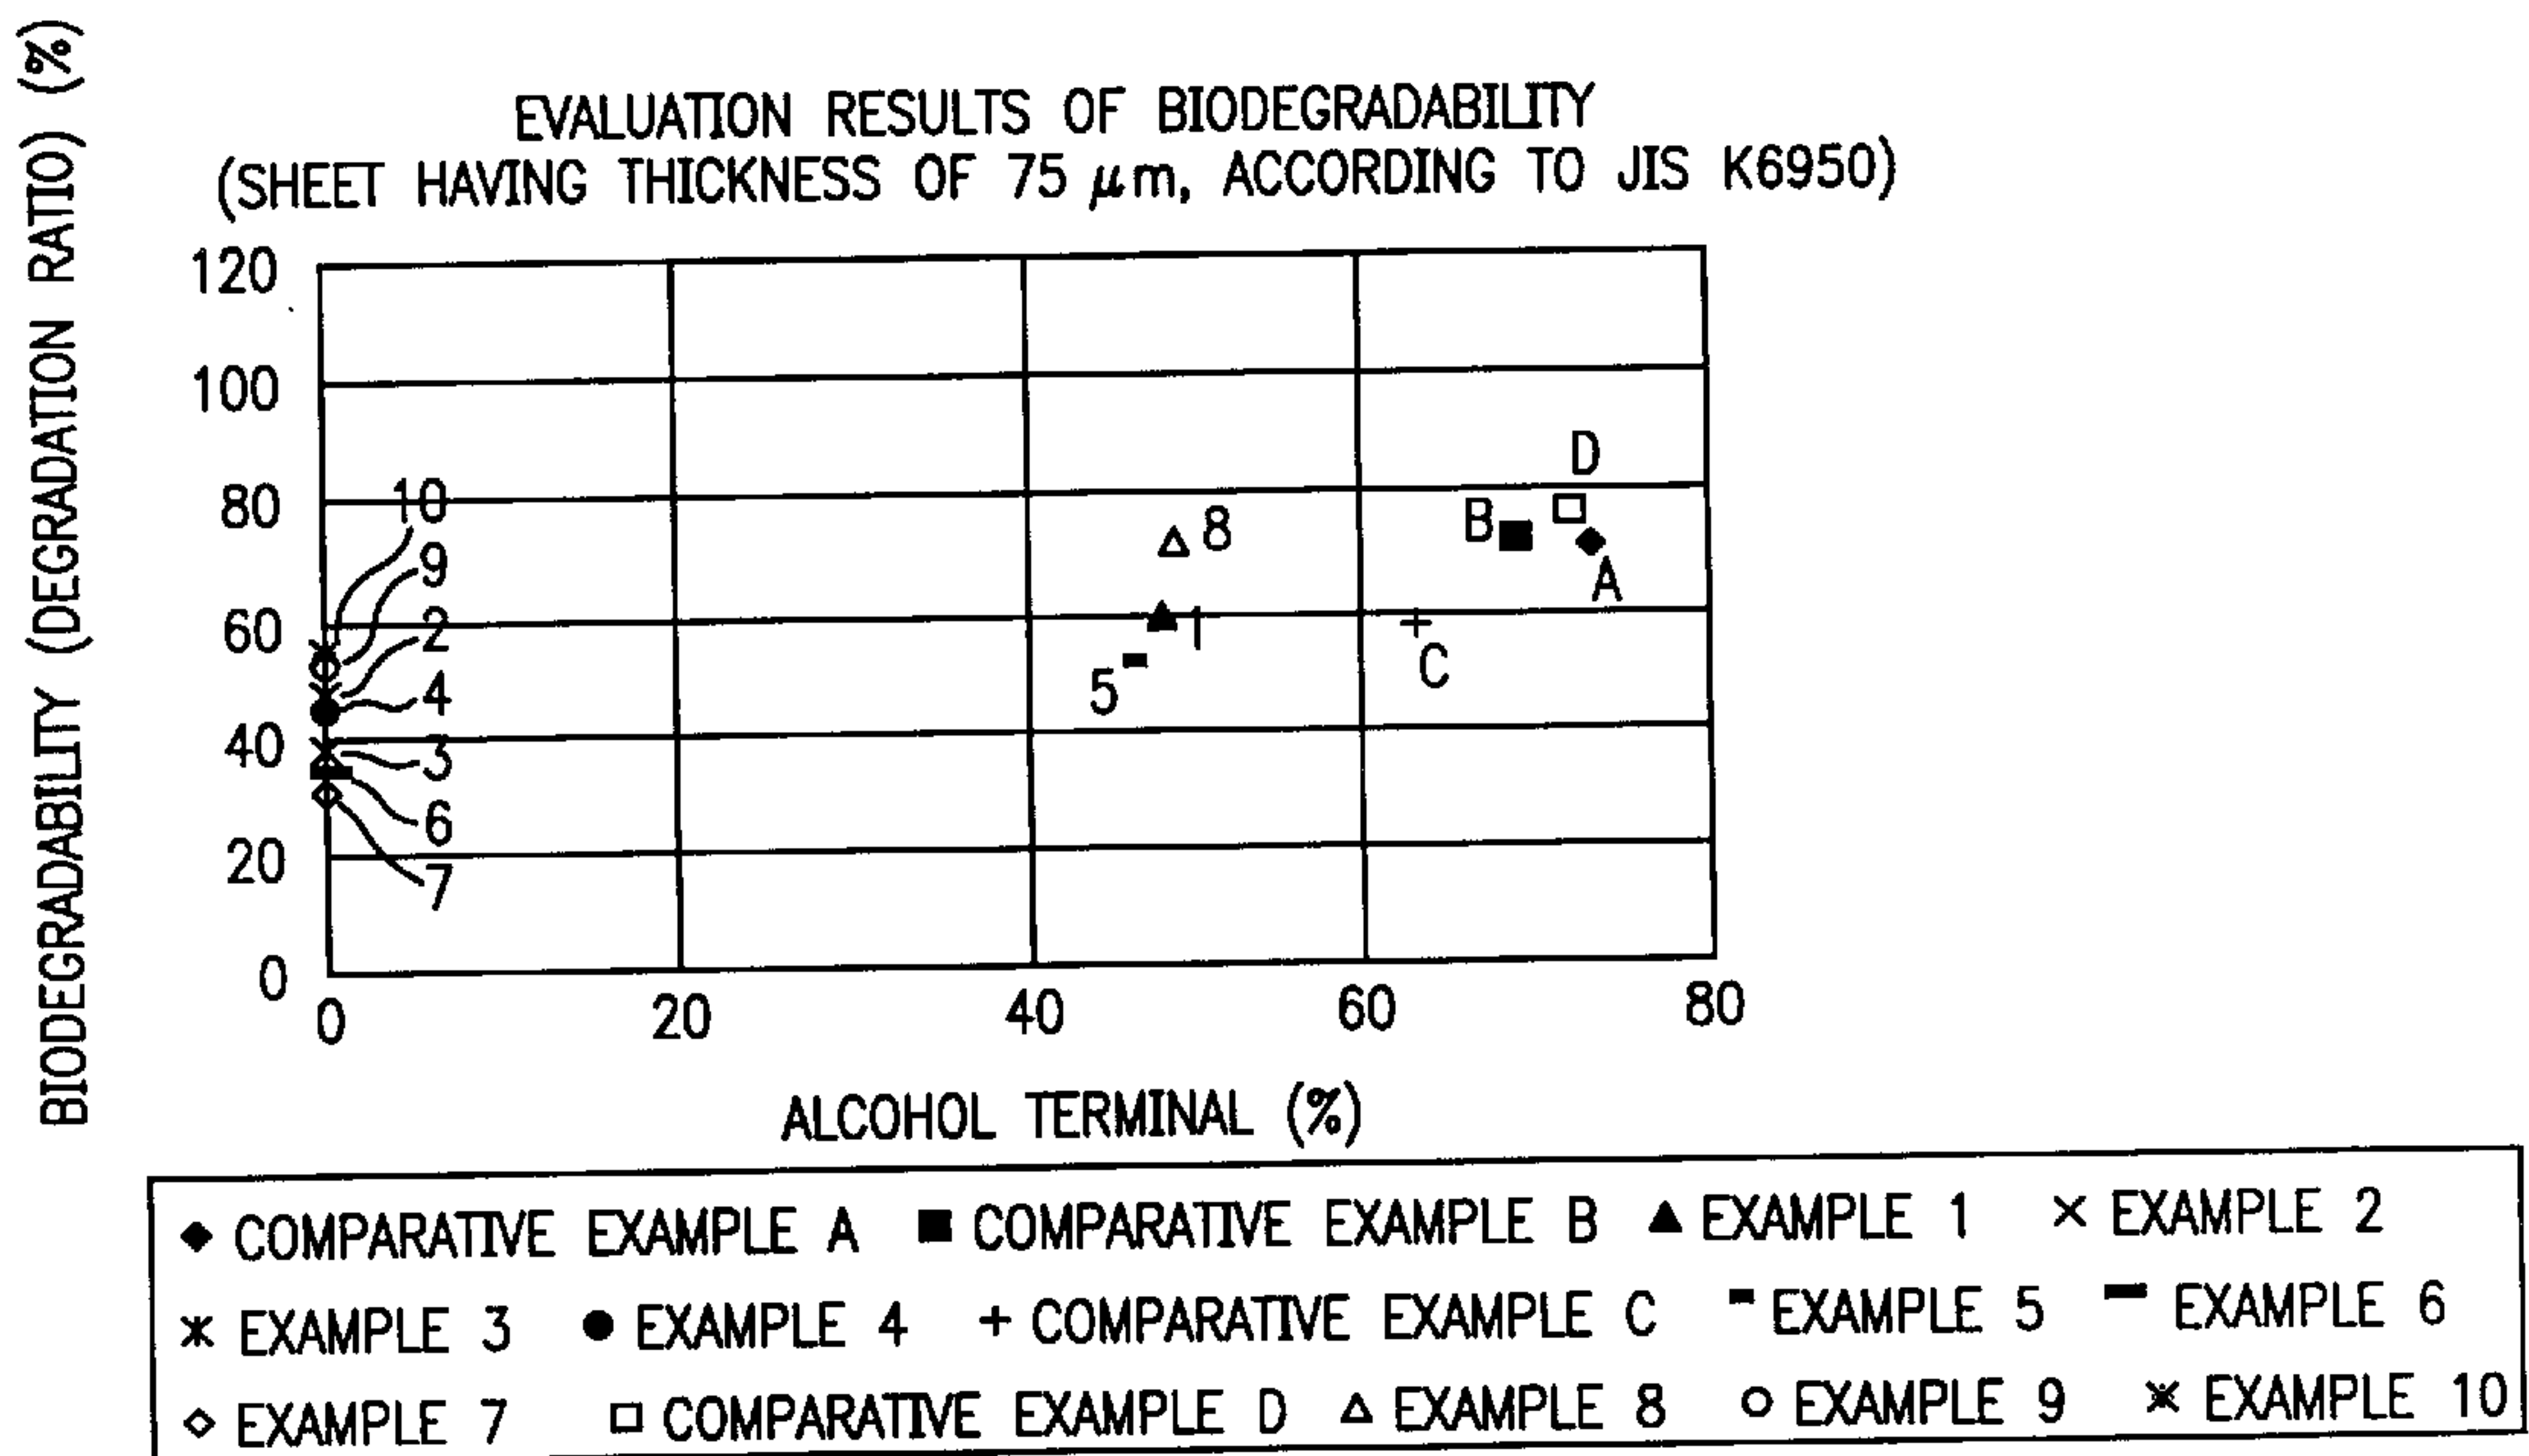 BIODEGRADABILITY (DEGRADATION RATIO) (%)
EVALUATION RESULTS OF BIODEGRADABILITY
(SHEET HAVING THICKNESS OF 75 μm, ACCORDING TO JIS K6950)
120
100
80
60
40
20
0
10
9
2
4
3
6
7
8
1
5
D
B
A
C
0 20 40 60 80
ALCOHOL TERMINAL (%)
◆ COMPARATIVE EXAMPLE A ■ COMPARATIVE EXAMPLE B ▲ EXAMPLE 1 × EXAMPLE 2
EXAMPLE 3 ● EXAMPLE 4 + COMPARATIVE EXAMPLE C EXAMPLE 5 EXAMPLE 6
◇ EXAMPLE 7 □ COMPARATIVE EXAMPLE D △ EXAMPLE 8 ○ EXAMPLE 9 EXAMPLE 10